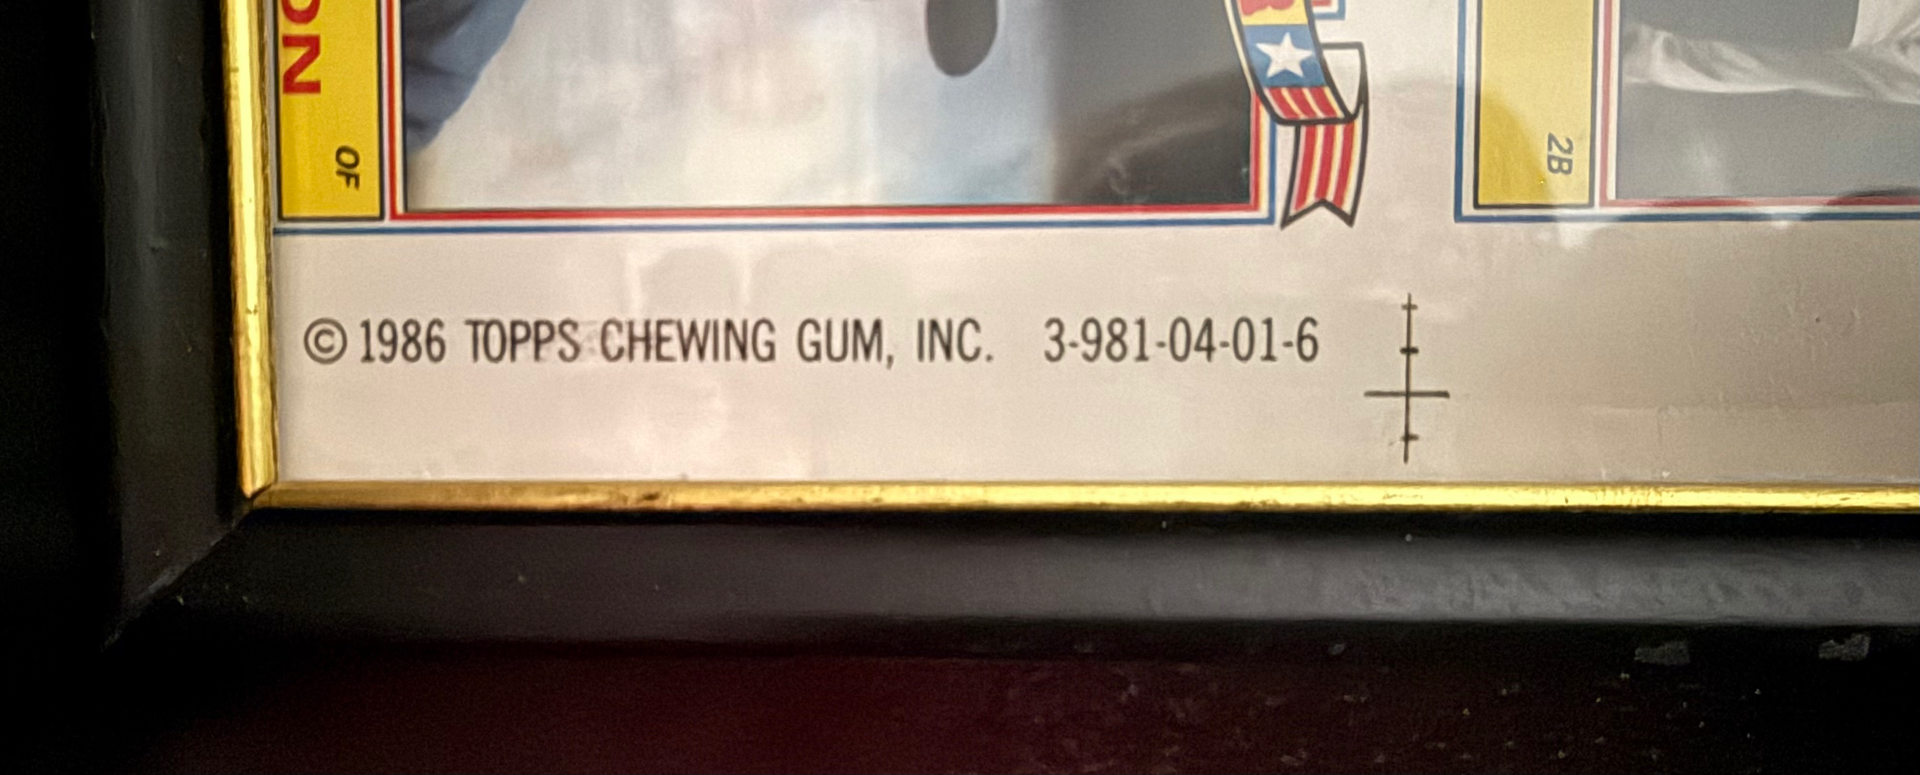 ON
OF
2B
© 1986 TOPPS CHEWING GUM, INC. 3-981-04-01-6